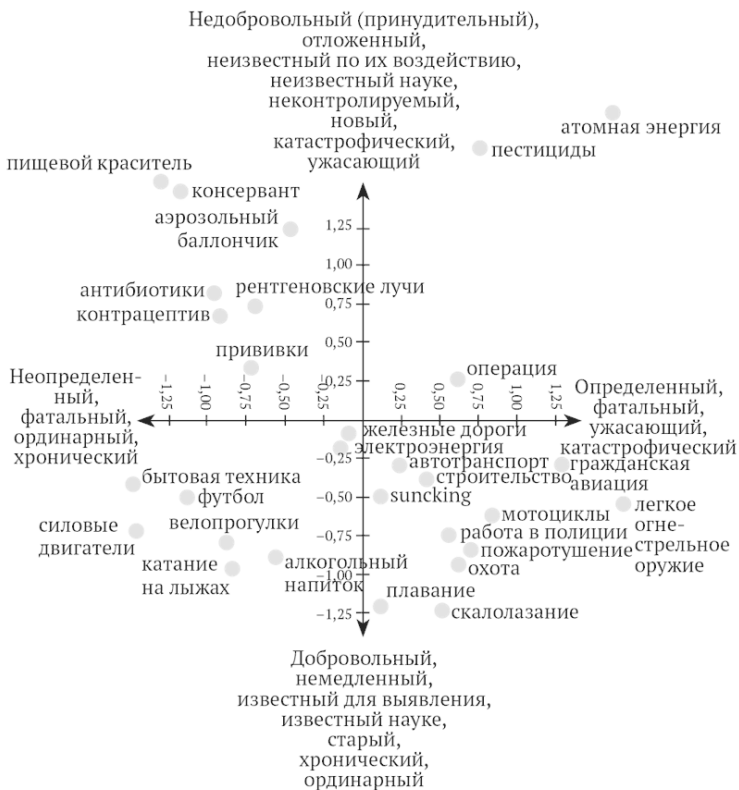 Недобровольный (принудительный),
отложенный,
неизвестный по их воздействию,
неизвестный науке,
неконтролируемый,
новый,
катастрофический,
ужасающий
атомная энергия
пестициды
пищевой краситель
консервант
аэрозольный
баллончик
1,25
1,00
антибиотики
рентгеновские лучи
0,75
контрацептив
0,50
прививки
операция
0,25
Неопределен-
ный,
фатальный,
ординарный,
хронический
–1,25
–1,00
–0,75
–0,50
–0,25
0,25
0,50
0,75
1,00
1,25
Определенный,
фатальный,
ужасающий,
катастрофический
железные дороги
электроэнергия
–0,25
автотранспорт
гражданская
авиация
строительство
бытовая техника
футбол
–0,50
suncking
легкое
огне-
стрельное
оружие
мотоциклы
велопрогулки
силовые
двигатели
–0,75
работа в полиции
пожаротушение
охота
катание
на лыжах
алкогольный
напиток
–1,00
плавание
–1,25
скалолазание
Добровольный,
немедленный,
известный для выявления,
известный науке,
старый,
хронический,
ординарный